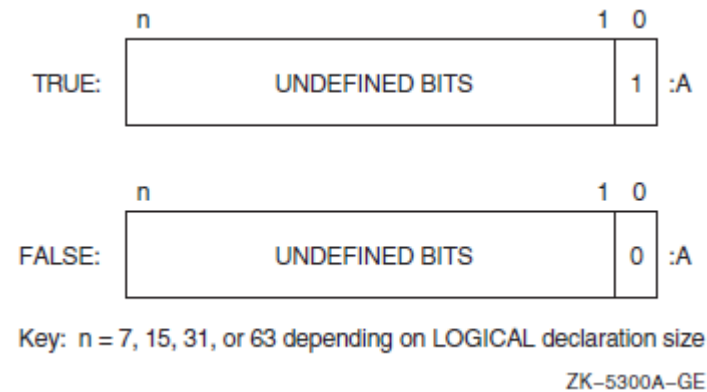 n 1 0
TRUE: UNDEFINED BITS 1 :A
n 1 0
FALSE: UNDEFINED BITS 0 :A
Key: n = 7, 15, 31, or 63 depending on LOGICAL declaration size
ZK–5300A–GE